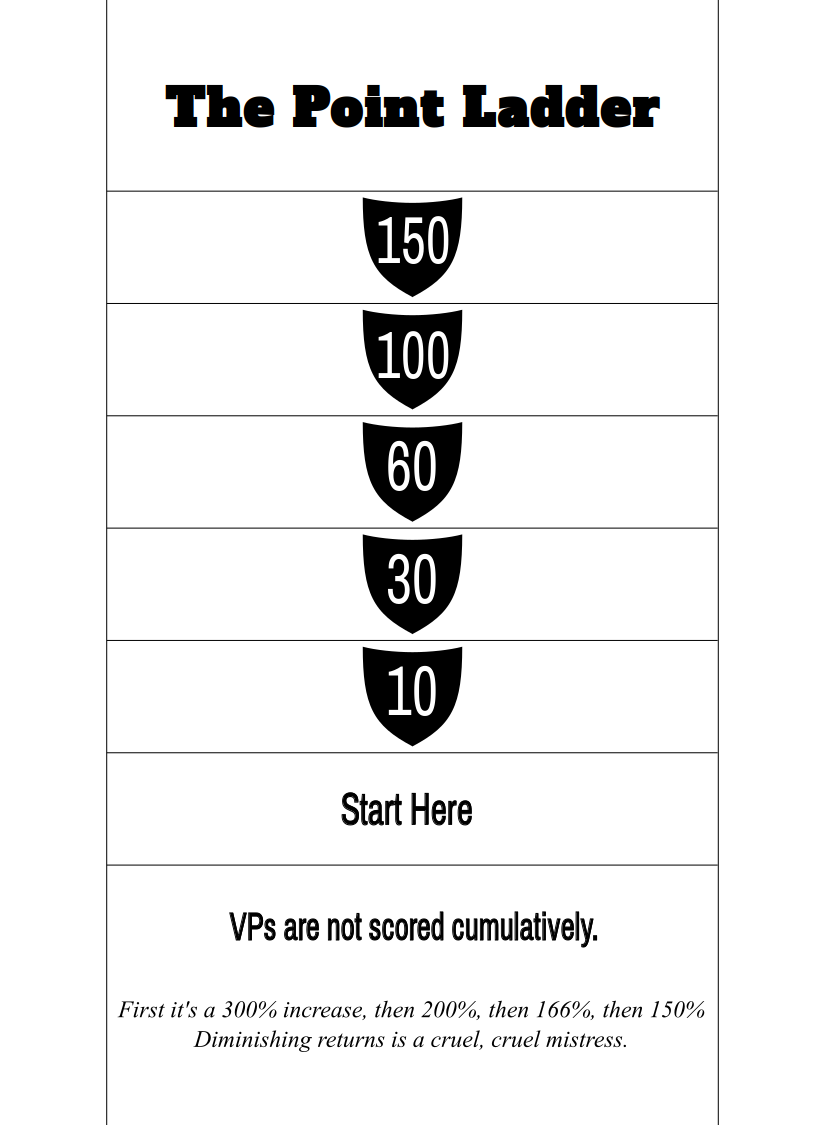 The Point Ladder
150
100
60
30
10
Start Here
VPs are not scored cumulatively.
First it's a 300% increase, then 200%, then 166%, then 150%
Diminishing returns is a cruel, cruel mistress.